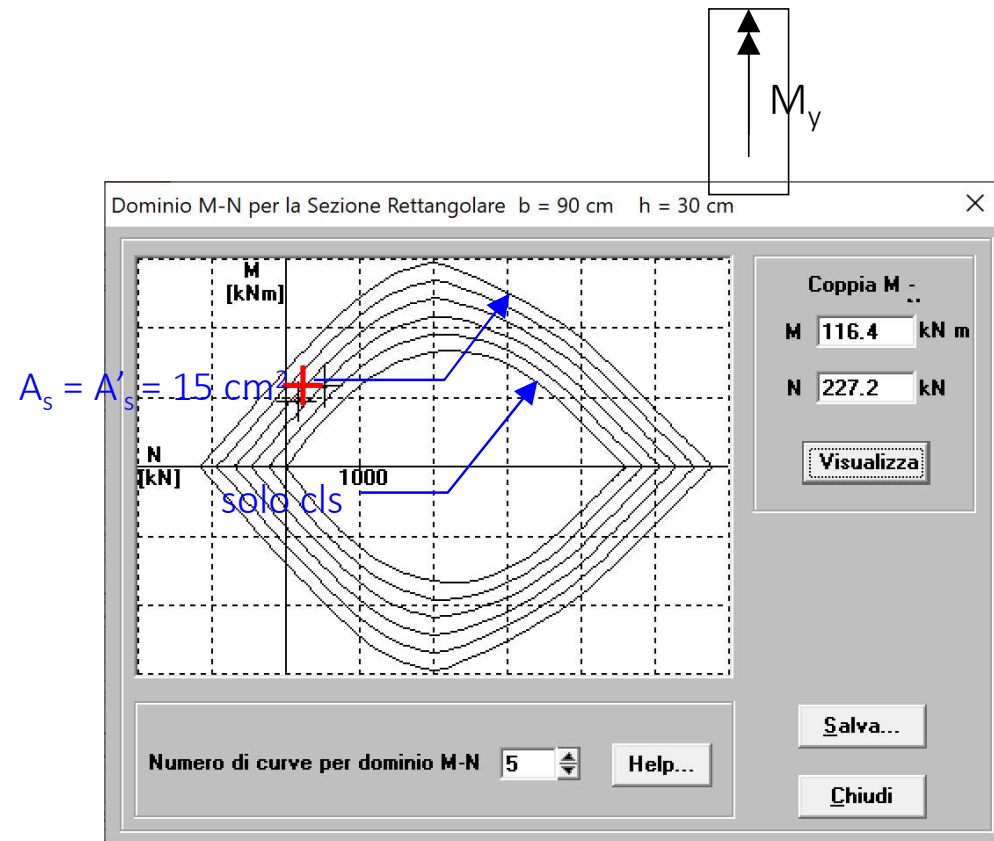 My
Dominio M-N per la Sezione Rettangolare b = 90 cm h = 30 cm
M
[kNm]
As = A's = 15 cm²
N
[kN]
1000
solo cls
Coppia M -
M 116.4 kN m
N 227.2 kN
Visualizza
Numero di curve per dominio M-N 5
Help...
Salva...
Chiudi